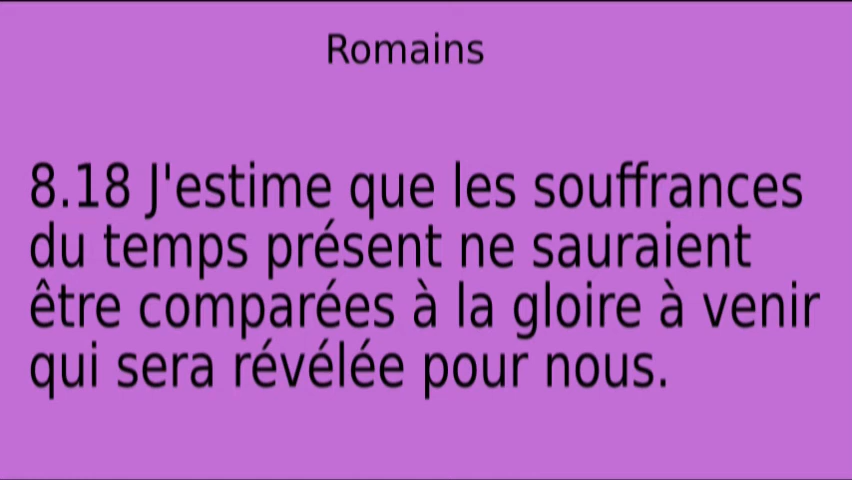 Romains
8.18 J'estime que les souffrances
du temps présent ne sauraient
être comparées à la gloire à venir
qui sera révélée pour nous.